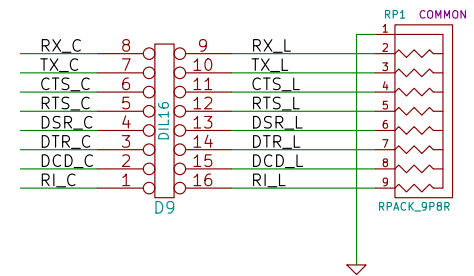 RP1 COMMON
1
RX_C 8 9 RX_L 2
TX_C 7 10 TX_L 3
CTS_C 6 11 CTS_L 4
RTS_C 5 12 RTS_L 5
DSR_C 4 13 DSR_L 6
DTR_C 3 14 DTR_L 7
DCD_C 2 15 DCD_L 8
RI_C 1 16 RI_L 9
DIL16
D9
RPACK_9P8R